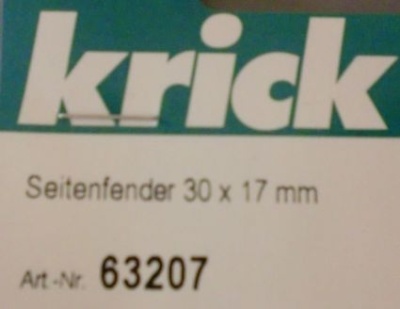 krick
Seitenfender 30 x 17 mm
Art.-Nr. 63207